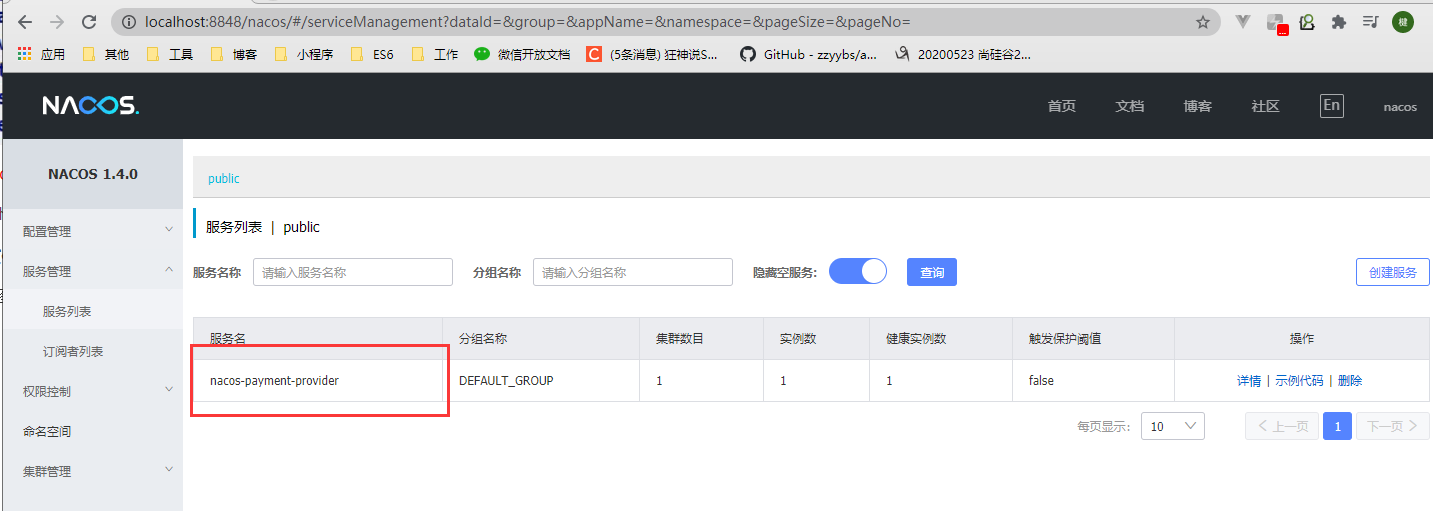 localhost:8848/nacos/#/serviceManagement?dataId=&group=&appName=&namespace=&pageSize=&pageNo=
应用 其他 工具 博客 小程序 ES6 工作 微信开放文档 (5条消息) 狂神说S... GitHub - zzyybs/a... 20200523 尚硅谷2...
NACOS. 首页 文档 博客 社区 En nacos
NACOS 1.4.0
配置管理
服务管理
服务列表
订阅者列表
权限控制
命名空间
集群管理
public
服务列表 | public
服务名称 请输入服务名称 分组名称 请输入分组名称 隐藏空服务: 查询 创建服务
服务名 分组名称 集群数目 实例数 健康实例数 触发保护阈值 操作
nacos-payment-provider DEFAULT_GROUP 1 1 1 false 详情 | 示例代码 | 删除
每页显示: 10 上一页 1 下一页